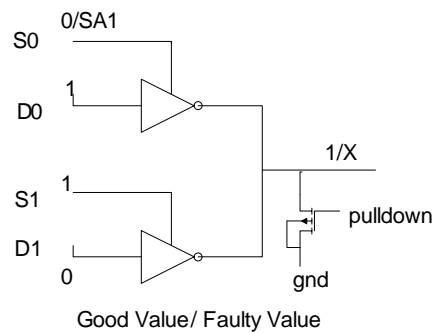 0/SA1
S0
1
D0
1/X
S1
1
pulldown
D1
0
gnd
Good Value/ Faulty Value